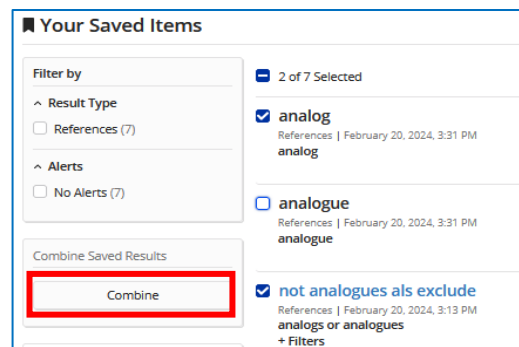 Your Saved Items
Filter by
Result Type
References (7)
Alerts
No Alerts (7)
Combine Saved Results
Combine
2 of 7 Selected
analog
References | February 20, 2024, 3:31 PM
analog
analogue
References | February 20, 2024, 3:31 PM
analogue
not analogues als exclude
References | February 20, 2024, 3:13 PM
analogs or analogues
+ Filters